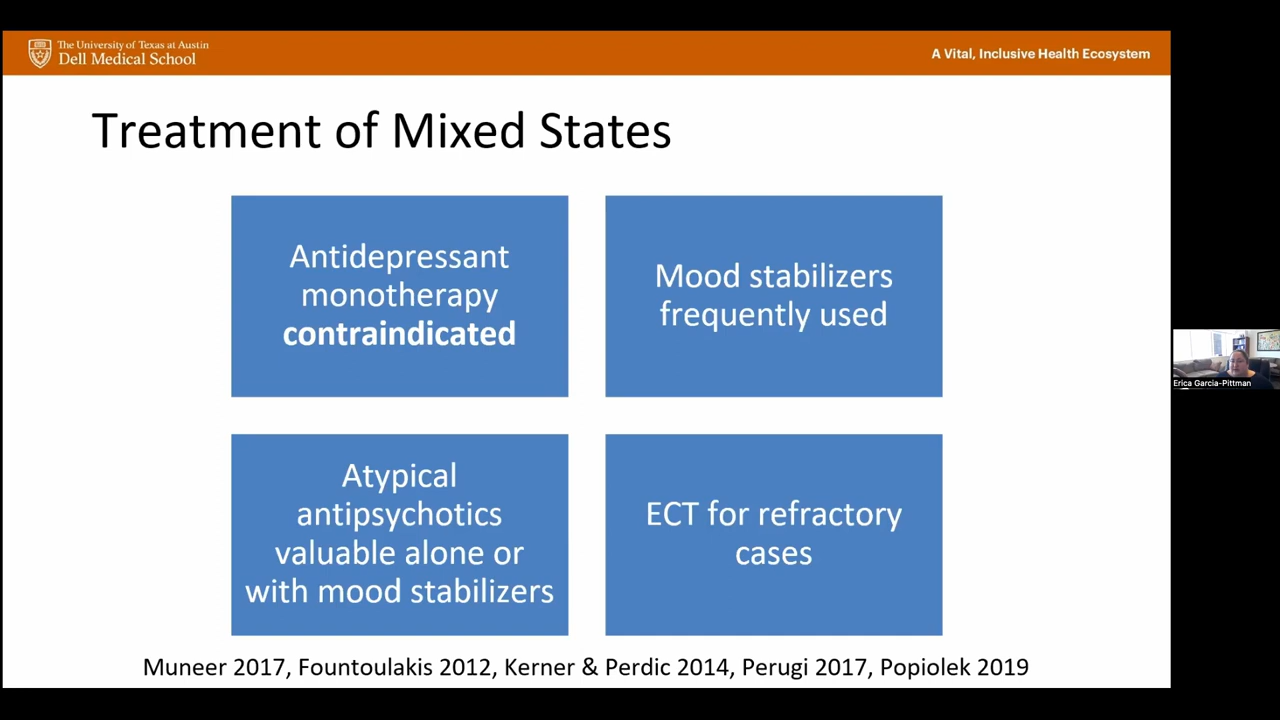 The University of Texas at Austin
Dell Medical School
A Vital, Inclusive Health Ecosystem
Treatment of Mixed States
Antidepressant
monotherapy
contraindicated
Mood stabilizers
frequently used
Atypical
antipsychotics
valuable alone or
with mood stabilizers
ECT for refractory
cases
Muneer 2017, Fountoulakis 2012, Kerner & Perdic 2014, Perugi 2017, Popiolek 2019
Erica Garcia-Pittman